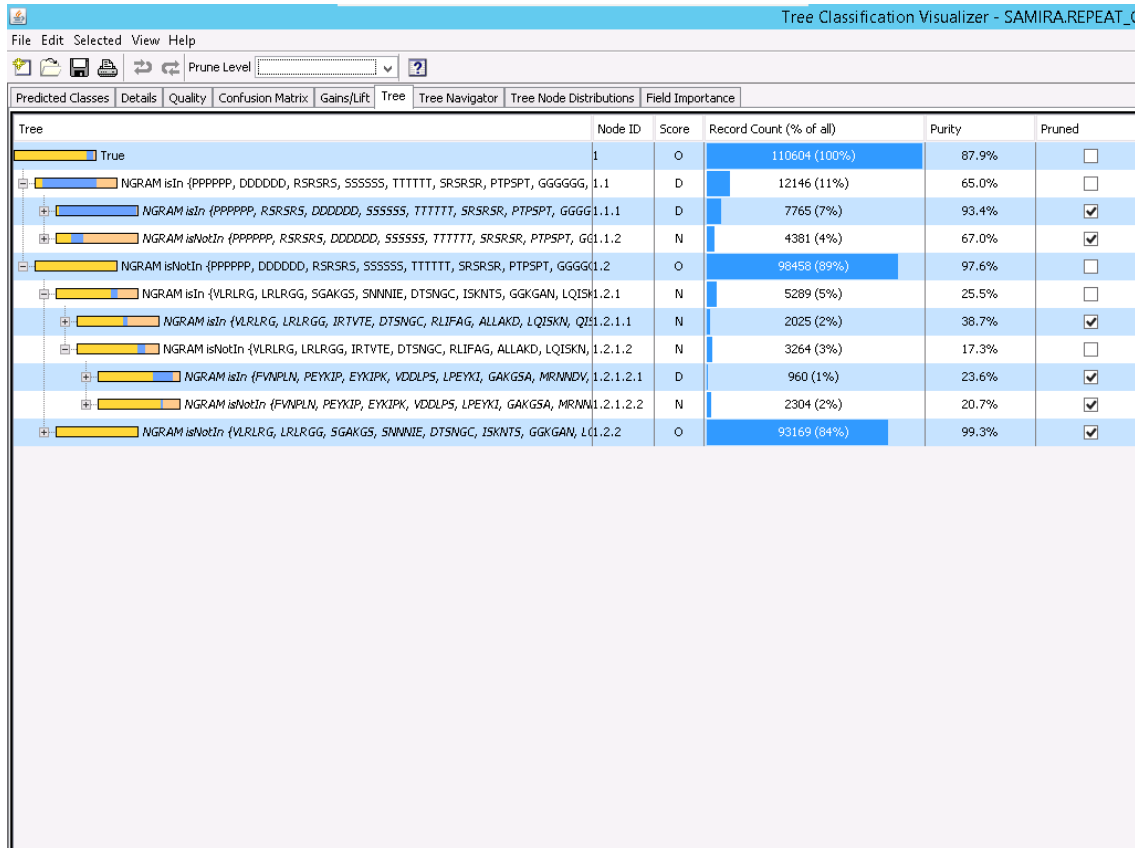 Tree Classification Visualizer - SAMIRA.REPEAT_
File Edit Selected View Help
Prune Level
Predicted Classes Details Quality Confusion Matrix Gains/Lift Tree Tree Navigator Tree Node Distributions Field Importance
Tree Node ID Score Record Count (% of all) Purity Pruned
True 1 O 110604 (100%) 87.9%
NGRAM isIn {PPPPPP, DDDDDD, RSRSRS, SSSSSS, TTTTTT, SRSRSR, PTPSPT, GGGGGG, 1.1 D 12146 (11%) 65.0%
NGRAM isIn {PPPPPP, RSRSRS, DDDDDD, SSSSSS, TTTTTT, SRSRSR, PTPSPT, GGGG 1.1.1 D 7765 (7%) 93.4%
NGRAM isNotIn {PPPPPP, RSRSRS, DDDDDD, SSSSSS, TTTTTT, SRSRSR, PTPSPT, GG 1.1.2 N 4381 (4%) 67.0%
NGRAM isNotIn {PPPPPP, DDDDDD, RSRSRS, SSSSSS, TTTTTT, SRSRSR, PTPSPT, GGGG 1.2 O 98458 (89%) 97.6%
NGRAM isIn {VLRLRG, LRLRGG, SGAKGS, SNNNIE, DTSNGC, ISKNTS, GGKGAN, LQISK 1.2.1 N 5289 (5%) 25.5%
NGRAM isIn {VLRLRG, LRLRGG, IRTVTE, DTSNGC, RLIFAG, ALLAKD, LQISKN, QIS 1.2.1.1 N 2025 (2%) 38.7%
NGRAM isNotIn {VLRLRG, LRLRGG, IRTVTE, DTSNGC, RLIFAG, ALLAKD, LQISKN, 1.2.1.2 N 3264 (3%) 17.3%
NGRAM isIn {FVNPLN, PEYKIP, EYKIPK, VDDLPS, LPEYKI, GAKGSA, MRNNDV, 1.2.1.2.1 D 960 (1%) 23.6%
NGRAM isNotIn {FVNPLN, PEYKIP, EYKIPK, VDDLPS, LPEYKI, GAKGSA, MRNN 1.2.1.2.2 N 2304 (2%) 20.7%
NGRAM isNotIn {VLRLRG, LRLRGG, SGAKGS, SNNNIE, DTSNGC, ISKNTS, GGKGAN, L 1.2.2 O 93169 (84%) 99.3%